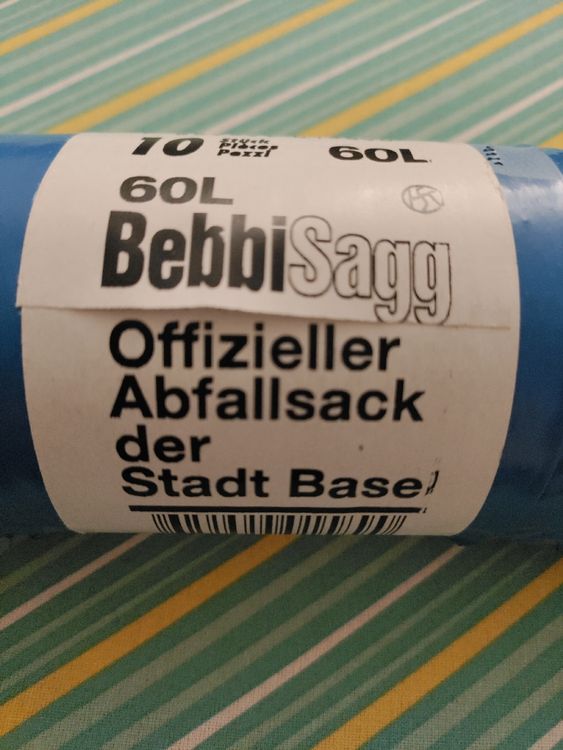 10 Stück Pièces Pezzi 60L
60L
BebbiSagg
Offizieller
Abfallsack
der
Stadt Basel